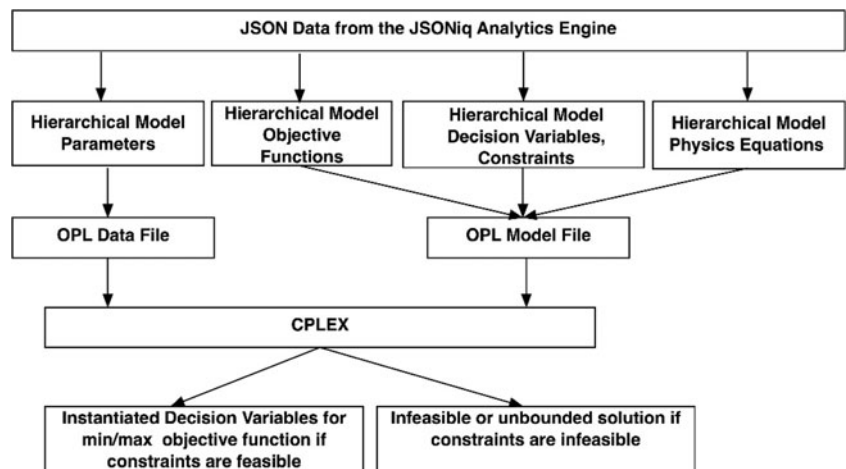 JSON Data from the JSONiq Analytics Engine
Hierarchical Model
Parameters
Hierarchical Model
Objective
Functions
Hierarchical Model
Decision Variables,
Constraints
Hierarchical Model
Physics Equations
OPL Data File
OPL Model File
CPLEX
Instantiated Decision Variables for
min/max objective function if
constraints are feasible
Infeasible or unbounded solution if
constraints are infeasible